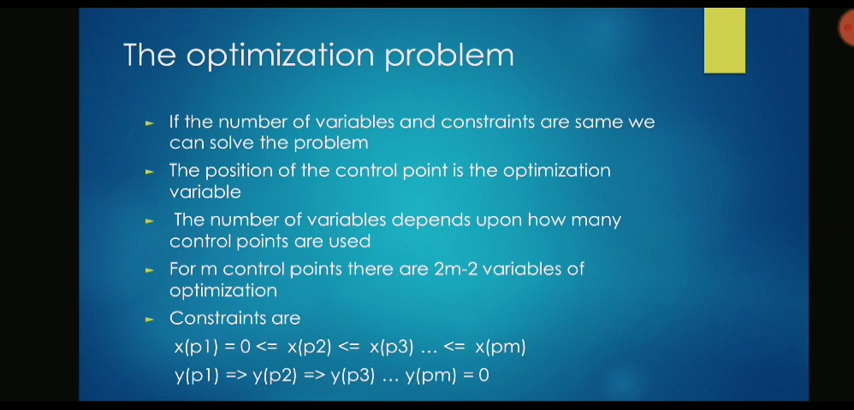 The optimization problem
If the number of variables and constraints are same we
can solve the problem
The position of the control point is the optimization
variable
The number of variables depends upon how many
control points are used
For m control points there are 2m-2 variables of
optimization
Constraints are
x(p1) = 0 <= x(p2) <= x(p3) ... <= x(pm)
y(p1) => y(p2) => y(p3) ... y(pm) = 0